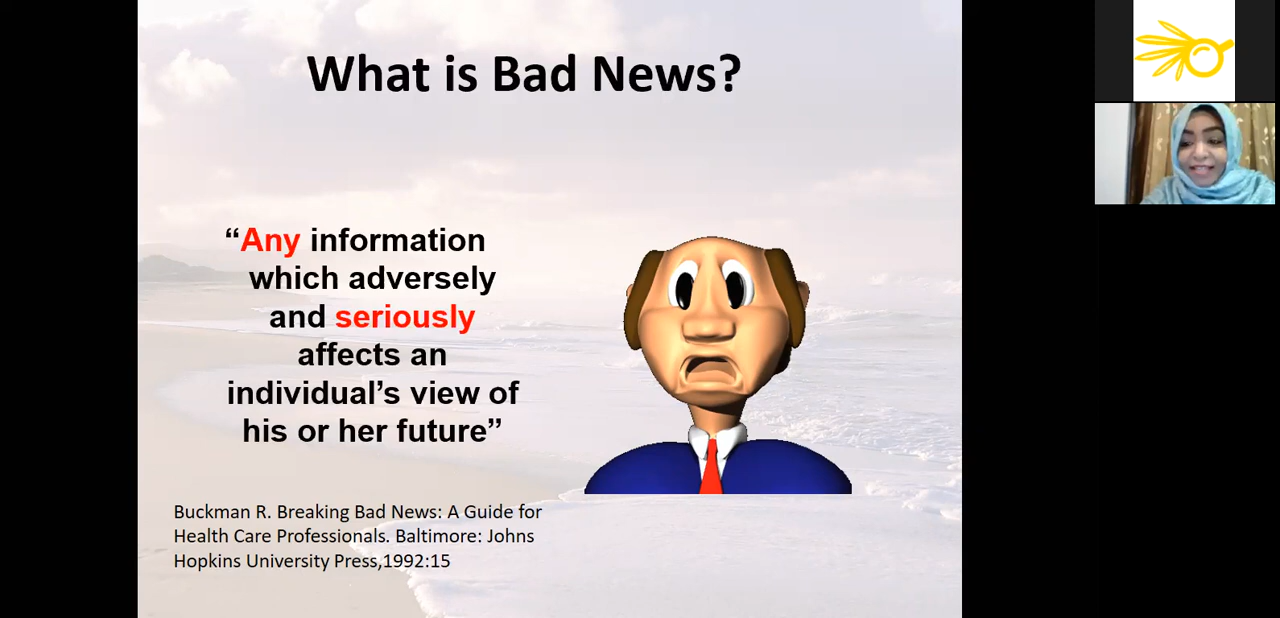 What is Bad News?
“Any information
which adversely
and seriously
affects an
individual’s view of
his or her future”
Buckman R. Breaking Bad News: A Guide for
Health Care Professionals. Baltimore: Johns
Hopkins University Press,1992:15